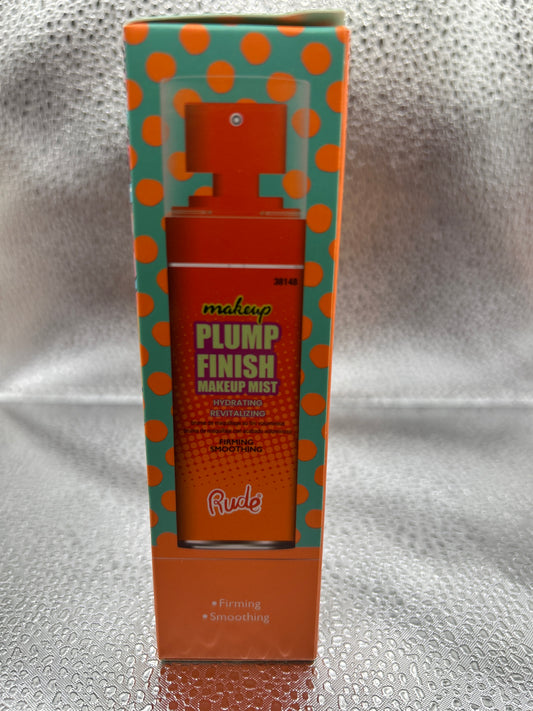 38148
makeup
PLUMP
FINISH
MAKEUP MIST
HYDRATING
REVITALIZING
FIRMING
SMOOTHING
Rude®
* Firming
* Smoothing